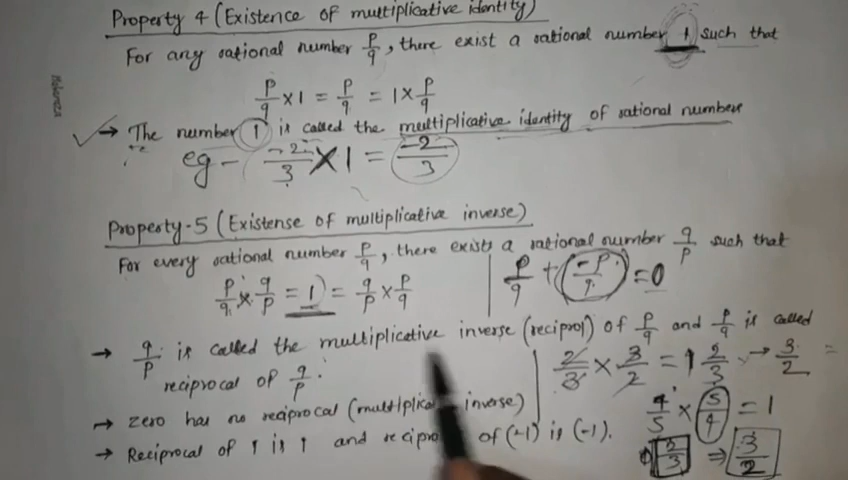 Property 4 (Existence of multiplicative identity)
For any rational number p/q, there exist a rational number 1 such that
p/q × 1 = p/q = 1 × p/q
→ The number 1 is called the multiplicative identity of rational numbers
eg - -2/3 × 1 = -2/3
Property-5 (Existense of multiplicative inverse)
For every rational number p/q, there exists a rational number q/p such that
p/q × q/p = 1 = q/p × p/q
p/q + (-p/q) = 0
→ q/p is called the multiplicative inverse (reciprol) of p/q and p/q is called
reciprocal of q/p.
2/3 × 3/2 = 1
2/3 → 3/2 =
→ zero has no reciprocal (multiplica inverse)
4/5 × 5/4 = 1
→ Reciprocal of 1 is 1 and recipro of (-1) is (-1).
2/3 ⇒ 3/2